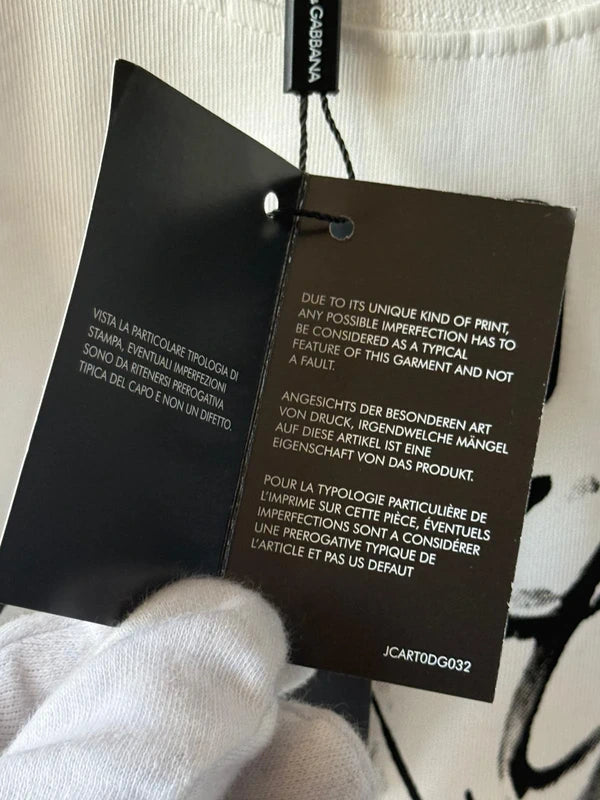 & GABBANA
VISTA LA PARTICOLARE TIPOLOGIA DI
STAMPA, EVENTUALI IMPERFEZIONI
SONO DA RITENERSI PREROGATIVA
TIPICA DEL CAPO E NON UN DIFETTO.
DUE TO ITS UNIQUE KIND OF PRINT,
ANY POSSIBLE IMPERFECTION HAS TO
BE CONSIDERED AS A TYPICAL
FEATURE OF THIS GARMENT AND NOT
A FAULT.
ANGESICHTS DER BESONDEREN ART
VON DRUCK, IRGENDWELCHE MÄNGEL
AUF DIESE ARTIKEL IST EINE
EIGENSCHAFT VON DAS PRODUKT.
POUR LA TYPOLOGIE PARTICULIÈRE DE
L'IMPRIME SUR CETTE PIÈCE, ÉVENTUELS
IMPERFECTIONS SONT A CONSIDÉRER
UNE PREROGATIVE TYPIQUE DE
L'ARTICLE ET PAS US DEFAUT
JCART0DG032